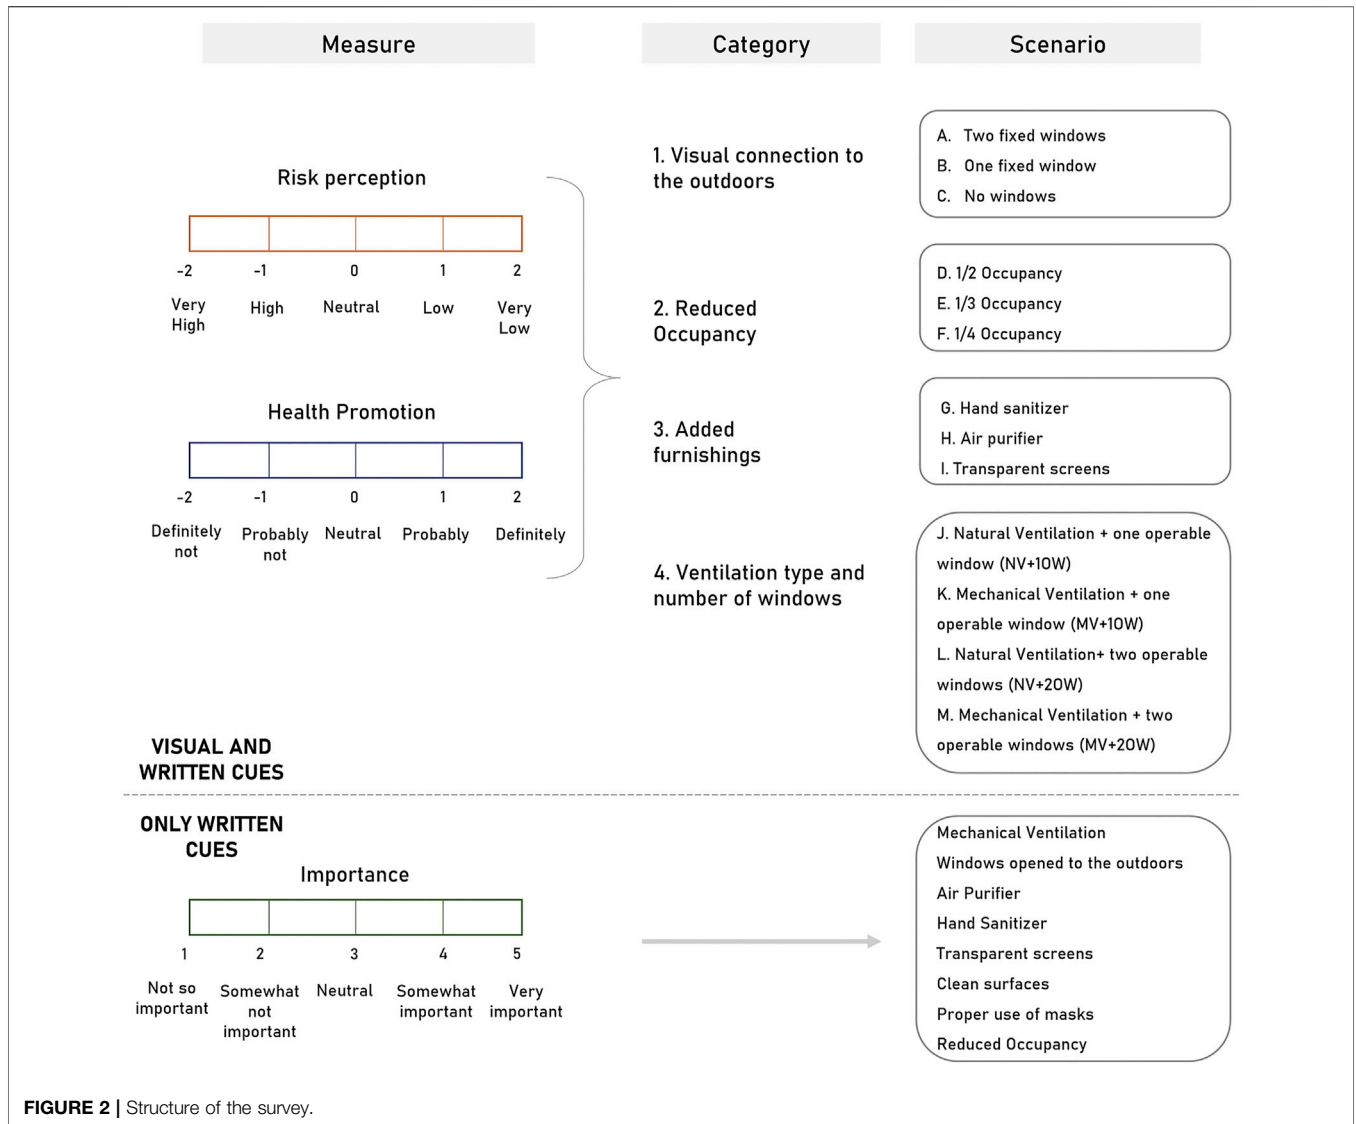 Measure
Category
Scenario
Risk perception
-2
-1
0
1
2
Very
High
High
Neutral
Low
Very
Low
Health Promotion
-2
-1
0
1
2
Definitely
not
Probably
not
Neutral
Probably
Definitely
1. Visual connection to
the outdoors
2. Reduced
Occupancy
3. Added
furnishings
4. Ventilation type and
number of windows
A. Two fixed windows
B. One fixed window
C. No windows
D. 1/2 Occupancy
E. 1/3 Occupancy
F. 1/4 Occupancy
G. Hand sanitizer
H. Air purifier
I. Transparent screens
J. Natural Ventilation + one operable
window (NV+1OW)
K. Mechanical Ventilation + one
operable window (MV+1OW)
L. Natural Ventilation+ two operable
windows (NV+2OW)
M. Mechanical Ventilation + two
operable windows (MV+2OW)
VISUAL AND
WRITTEN CUES
ONLY WRITTEN
CUES
Importance
1
2
3
4
5
Not so
important
Somewhat
not
important
Neutral
Somewhat
important
Very
important
Mechanical Ventilation
Windows opened to the outdoors
Air Purifier
Hand Sanitizer
Transparent screens
Clean surfaces
Proper use of masks
Reduced Occupancy
FIGURE 2 | Structure of the survey.